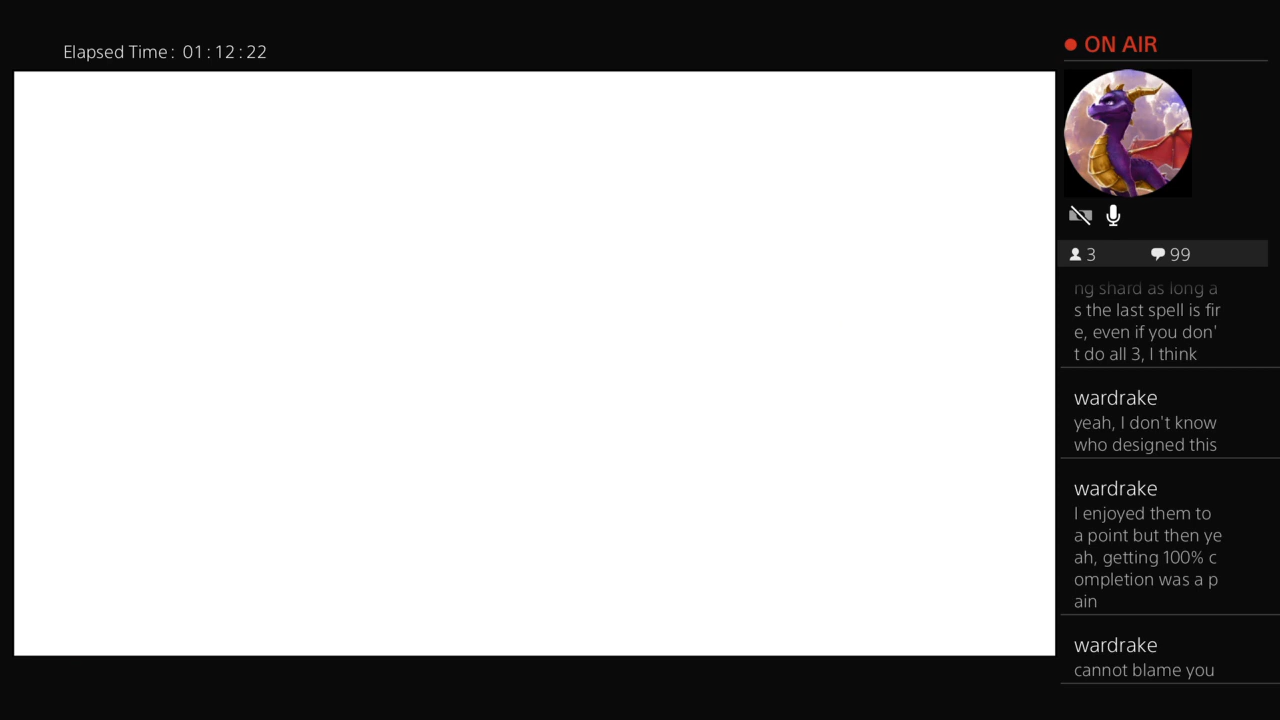 Elapsed Time: 01:12:22
ON AIR
3 99
ng shard as long a
s the last spell is fir
e, even if you don'
t do all 3, I think
wardrake
yeah, I don't know
who designed this
wardrake
I enjoyed them to
a point but then ye
ah, getting 100% c
ompletion was a p
ain
wardrake
cannot blame you